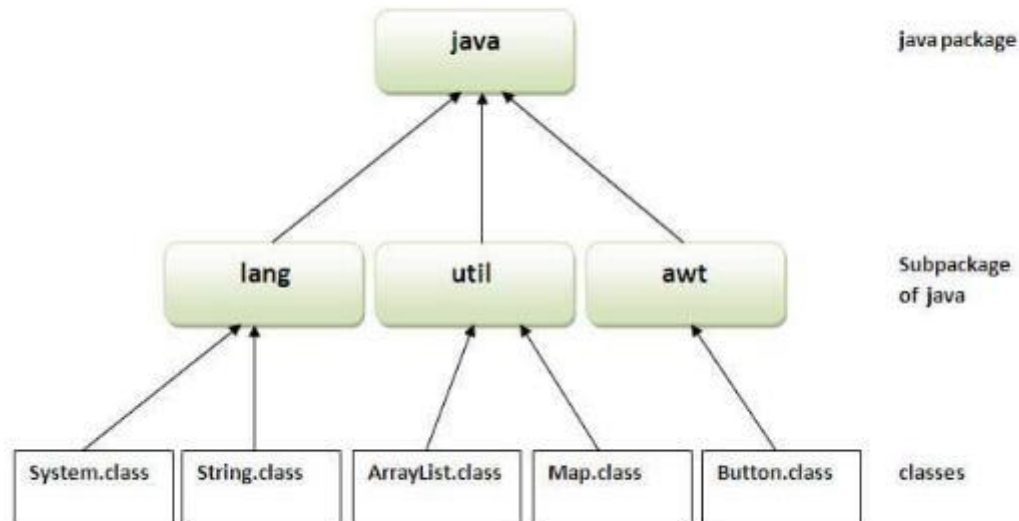 java
java package
lang
util
awt
Subpackage
of java
System.class
String.class
ArrayList.class
Map.class
Button.class
classes